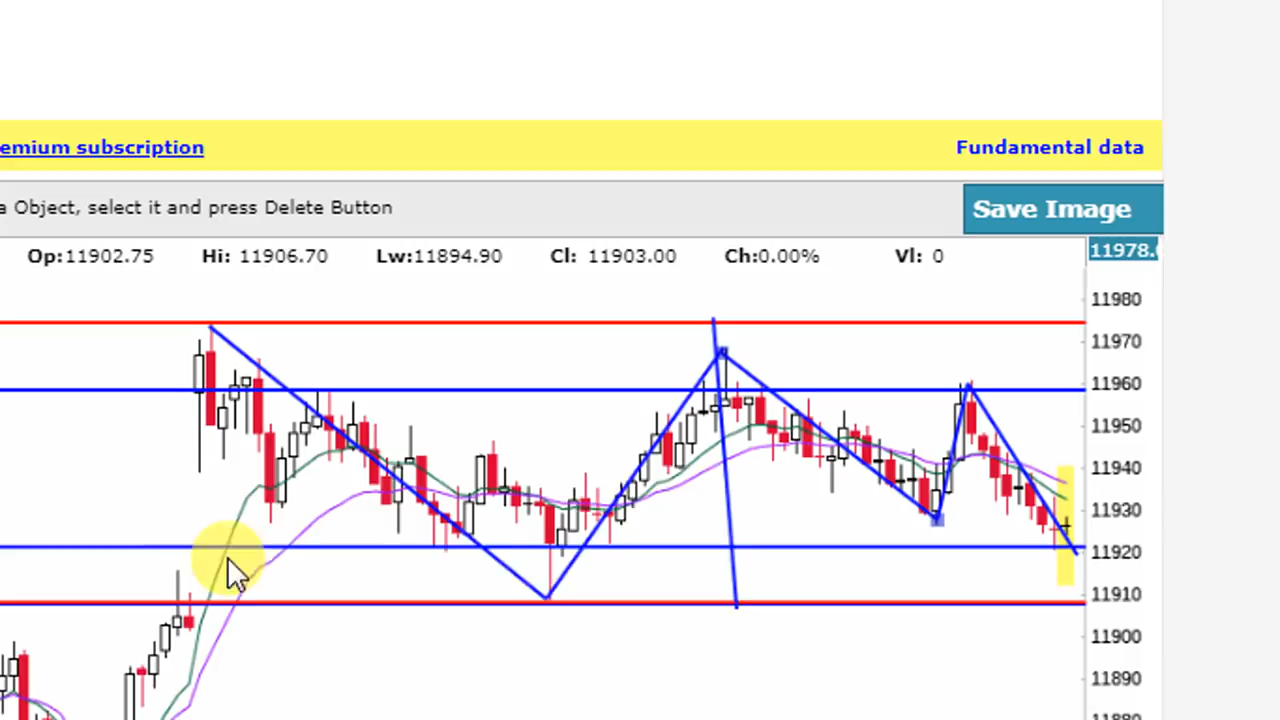 emium subscription
Fundamental data
a Object, select it and press Delete Button
Save Image
Op:11902.75 Hi: 11906.70 Lw:11894.90 Cl: 11903.00 Ch:0.00% Vl: 0
11978.
11980
11970
11960
11950
11940
11930
11920
11910
11900
11890
11880